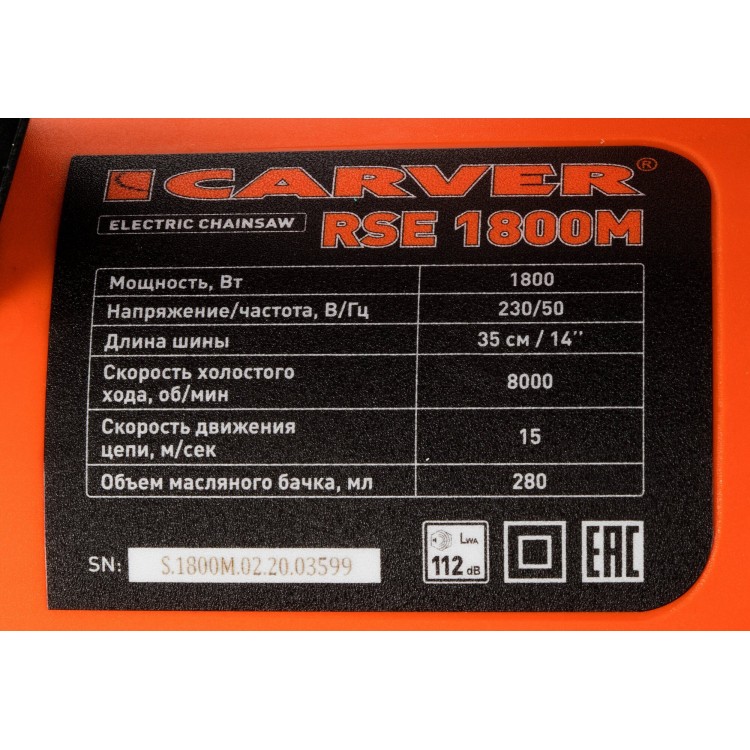 CARVER®
ELECTRIC CHAINSAW RSE 1800M
Мощность, Вт 1800
Напряжение/частота, В/Гц 230/50
Длина шины 35 см / 14''
Скорость холостого
хода, об/мин 8000
Скорость движения
цепи, м/сек 15
Объем масляного бачка, мл 280
SN: S.1800M.02.20.03599
LWA
112 dB
EAC